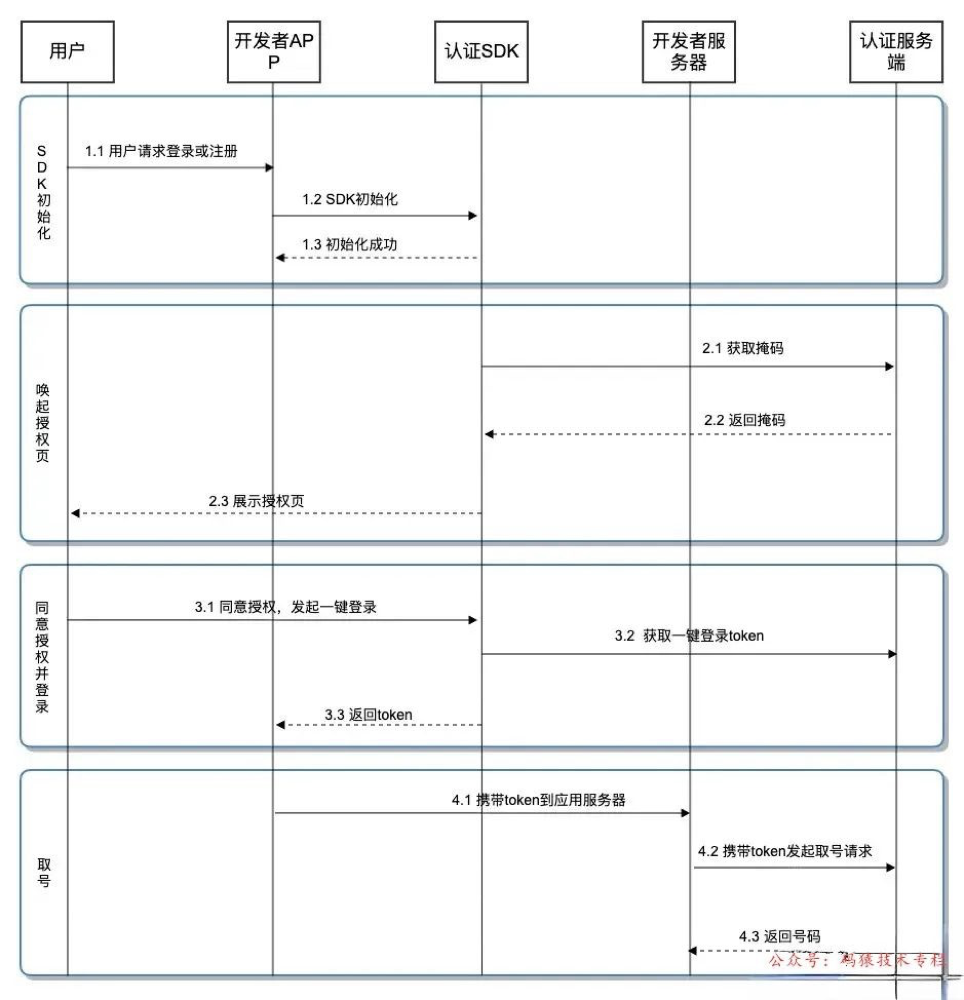 用户
开发者AP
P
认证SDK
开发者服
务器
认证服务
端
SDK初始化
1.1 用户请求登录或注册
1.2 SDK初始化
1.3 初始化成功
唤起授权页
2.1 获取掩码
2.2 返回掩码
2.3 展示授权页
同意授权并登录
3.1 同意授权，发起一键登录
3.2 获取一键登录token
3.3 返回token
取号
4.1 携带token到应用服务器
4.2 携带token发起取号请求
4.3 返回号码
公众号：码猿技术专栏